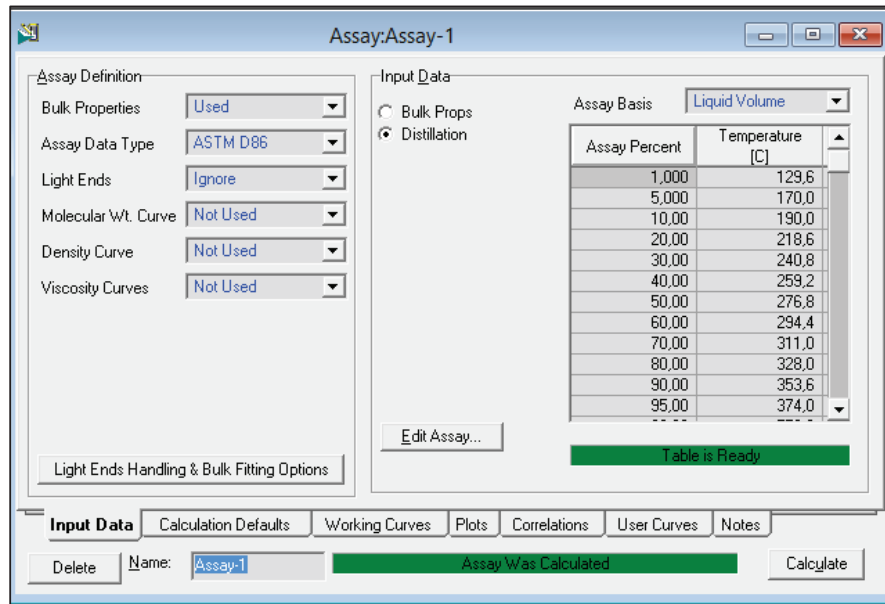 Assay:Assay-1
Assay Definition
Bulk Properties Used
Assay Data Type ASTM D86
Light Ends Ignore
Molecular Wt. Curve Not Used
Density Curve Not Used
Viscosity Curves Not Used
Light Ends Handling & Bulk Fitting Options
Input Data
Bulk Props
Distillation
Edit Assay...
Assay Basis Liquid Volume
Assay Percent Temperature
[C]
1,000 129,6
5,000 170,0
10,00 190,0
20,00 218,6
30,00 240,8
40,00 259,2
50,00 276,8
60,00 294,4
70,00 311,0
80,00 328,0
90,00 353,6
95,00 374,0
Table is Ready
Input Data Calculation Defaults Working Curves Plots Correlations User Curves Notes
Delete Name: Assay-1 Assay Was Calculated Calculate